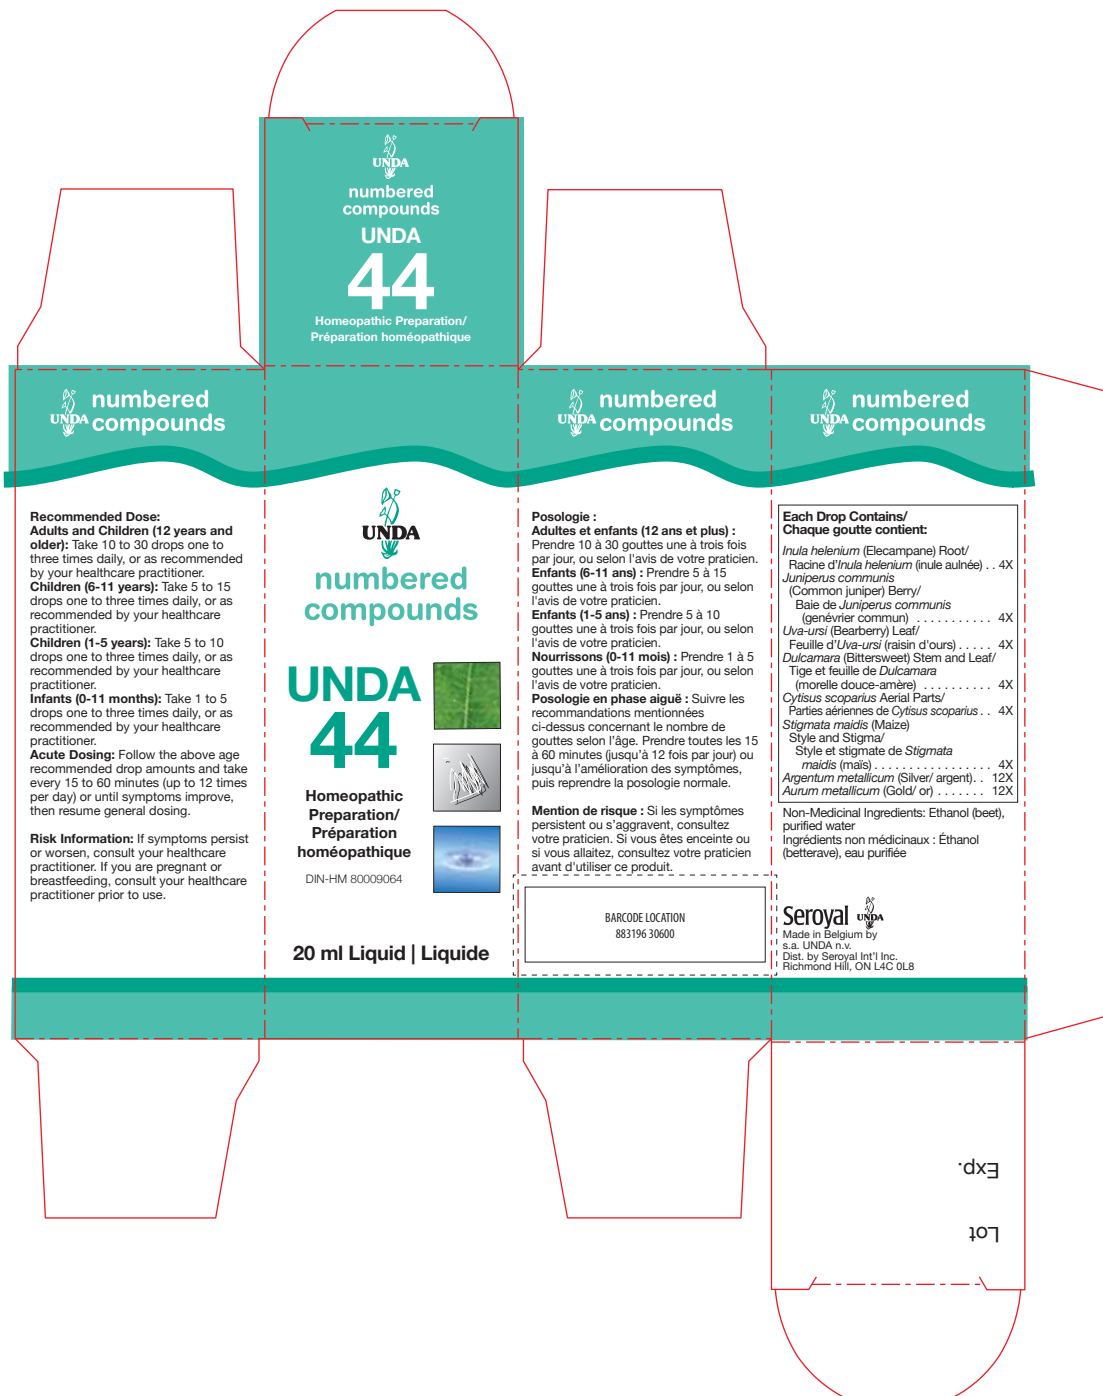 UNDA
numbered
compounds
UNDA
44
Homeopathic Preparation/
Préparation homéopathique
UNDA
numbered
compounds
UNDA
numbered
compounds
UNDA
numbered
compounds
Recommended Dose:
Adults and Children (12 years and
older): Take 10 to 30 drops one to
three times daily, or as recommended
by your healthcare practitioner.
Children (6-11 years): Take 5 to 15
drops one to three times daily, or as
recommended by your healthcare
practitioner.
Children (1-5 years): Take 5 to 10
drops one to three times daily, or as
recommended by your healthcare
practitioner.
Infants (0-11 months): Take 1 to 5
drops one to three times daily, or as
recommended by your healthcare
practitioner.
Acute Dosing: Follow the above age
recommended drop amounts and take
every 15 to 60 minutes (up to 12 times
per day) or until symptoms improve,
then resume general dosing.
Risk Information: If symptoms persist
or worsen, consult your healthcare
practitioner. If you are pregnant or
breastfeeding, consult your healthcare
practitioner prior to use.
UNDA
numbered
compounds
UNDA
44
Homeopathic
Preparation/
Préparation
homéopathique
DIN-HM 80009064
20 ml Liquid | Liquide
Posologie :
Adultes et enfants (12 ans et plus) :
Prendre 10 à 30 gouttes une à trois fois
par jour, ou selon l'avis de votre praticien.
Enfants (6-11 ans) : Prendre 5 à 15
gouttes une à trois fois par jour, ou selon
l'avis de votre praticien.
Enfants (1-5 ans) : Prendre 5 à 10
gouttes une à trois fois par jour, ou selon
l'avis de votre praticien.
Nourrissons (0-11 mois) : Prendre 1 à 5
gouttes une à trois fois par jour, ou selon
l'avis de votre praticien.
Posologie en phase aiguë : Suivre les
recommandations mentionnées
ci-dessus concernant le nombre de
gouttes selon l'âge. Prendre toutes les 15
à 60 minutes (jusqu'à 12 fois par jour) ou
jusqu'à l'amélioration des symptômes,
puis reprendre la posologie normale.
Mention de risque : Si les symptômes
persistent ou s'aggravent, consultez
votre praticien. Si vous êtes enceinte ou
si vous allaitez, consultez votre praticien
avant d'utiliser ce produit.
BARCODE LOCATION
883196 30600
Each Drop Contains/
Chaque goutte contient:
Inula helenium (Elecampane) Root/
Racine d'Inula helenium (inule aulnée) . . 4X
Juniperus communis
(Common juniper) Berry/
Baie de Juniperus communis
(genévrier commun) . . . . . . . . . . . 4X
Uva-ursi (Bearberry) Leaf/
Feuille d'Uva-ursi (raisin d'ours) . . . . . 4X
Dulcamara (Bittersweet) Stem and Leaf/
Tige et feuille de Dulcamara
(morelle douce-amère) . . . . . . . . . . 4X
Cytisus scoparius Aerial Parts/
Parties aériennes de Cytisus scoparius . . 4X
Stigmata maidis (Maize)
Style and Stigma/
Style et stigmate de Stigmata
maidis (maïs) . . . . . . . . . . . . . . . . . 4X
Argentum metallicum (Silver/ argent). . 12X
Aurum metallicum (Gold/ or) . . . . . . . 12X
Non-Medicinal Ingredients: Ethanol (beet),
purified water
Ingrédients non médicinaux : Éthanol
(betterave), eau purifiée
Seroyal UNDA
Made in Belgium by
s.a. UNDA n.v.
Dist. by Seroyal Int'l Inc.
Richmond Hill, ON L4C 0L8
Exp.
Lot